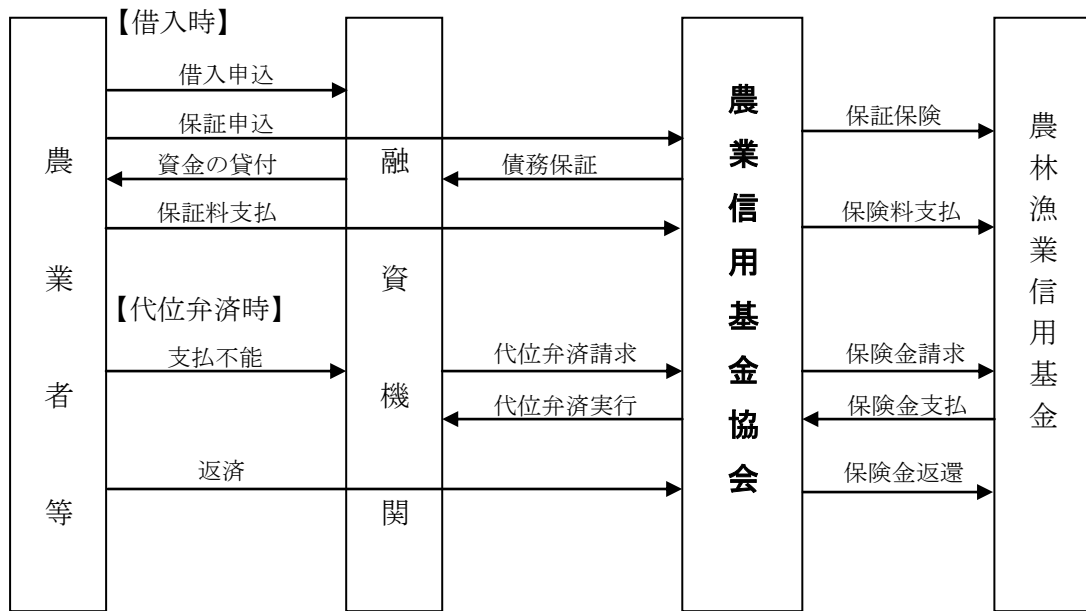 【借入時】
借入申込
保証申込
資金の貸付
債務保証
保証料支払
保証保険
保険料支払
【代位弁済時】
支払不能
代位弁済請求
保険金請求
代位弁済実行
保険金支払
返済
保険金返還
農業者等
融資機関
農業信用基金協会
農林漁業信用基金